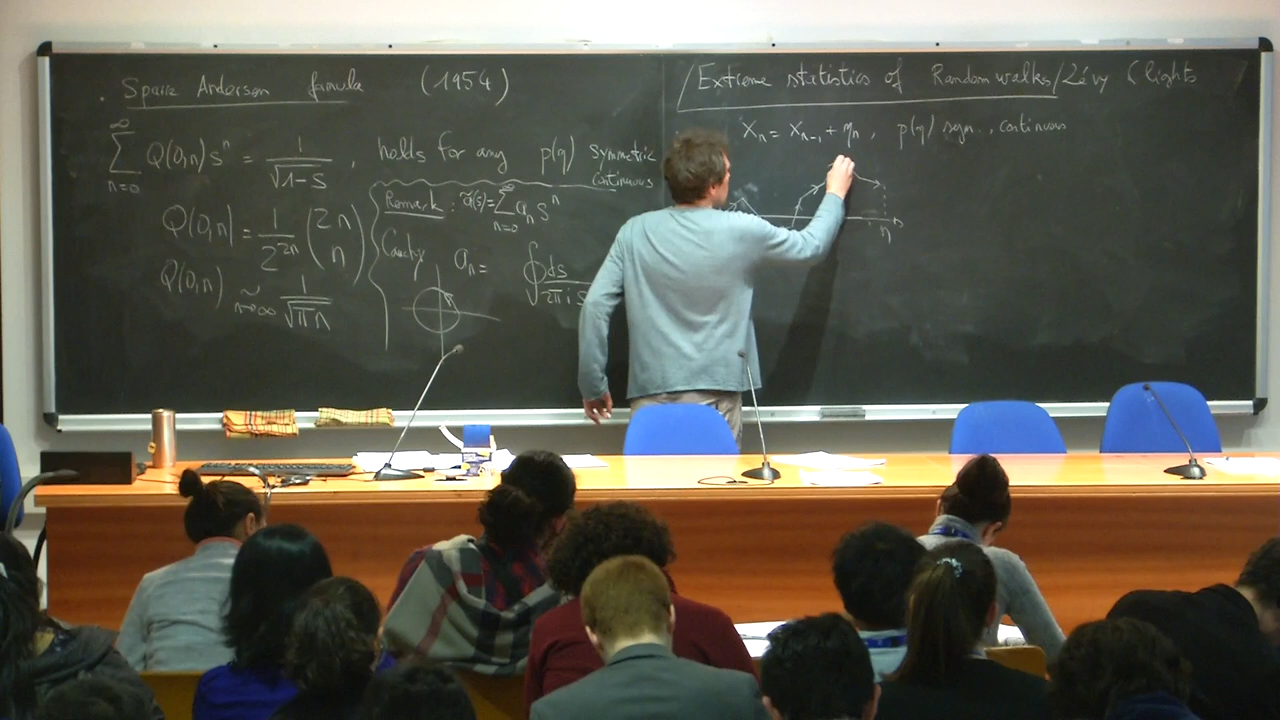 . Sparre Andersen formula (1954)
∞
∑ Q(0,n) sⁿ = 1/√(1-s) , holds for any p(η) symmetric
n=0
continuous
Q(0,n) = 1/2²ⁿ (2n n)
Q(0,n) ~ 1/√(πn)
n→∞
Remark : ã(s) = ∑ aₙ sⁿ
∞
n=0
Cauchy aₙ = ∮ ds/2πi s
Extreme statistics of Random walks/Lévy flights
Xₙ = Xₙ₋₁ + ηₙ , p(η) sym. , continuous
n